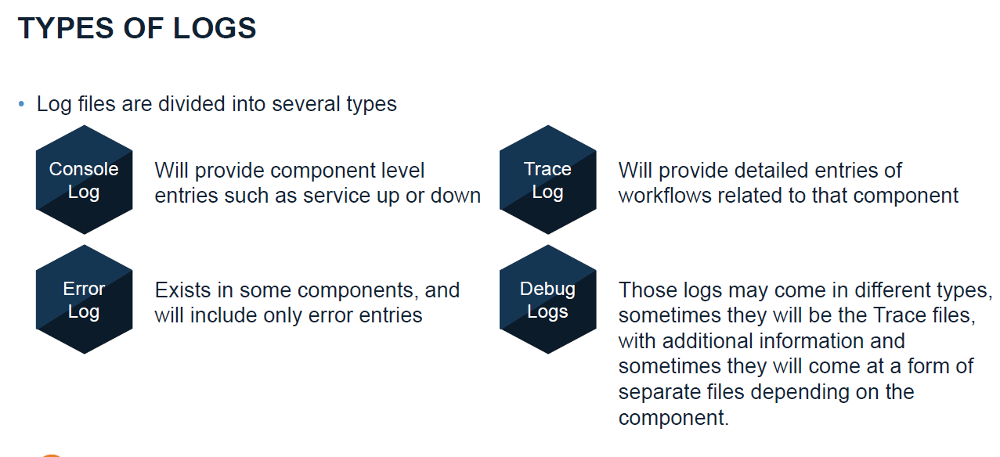 TYPES OF LOGS
• Log files are divided into several types
Console
Log
Will provide component level
entries such as service up or down
Trace
Log
Will provide detailed entries of
workflows related to that component
Error
Log
Exists in some components, and
will include only error entries
Debug
Logs
Those logs may come in different types,
sometimes they will be the Trace files,
with additional information and
sometimes they will come at a form of
separate files depending on the
component.